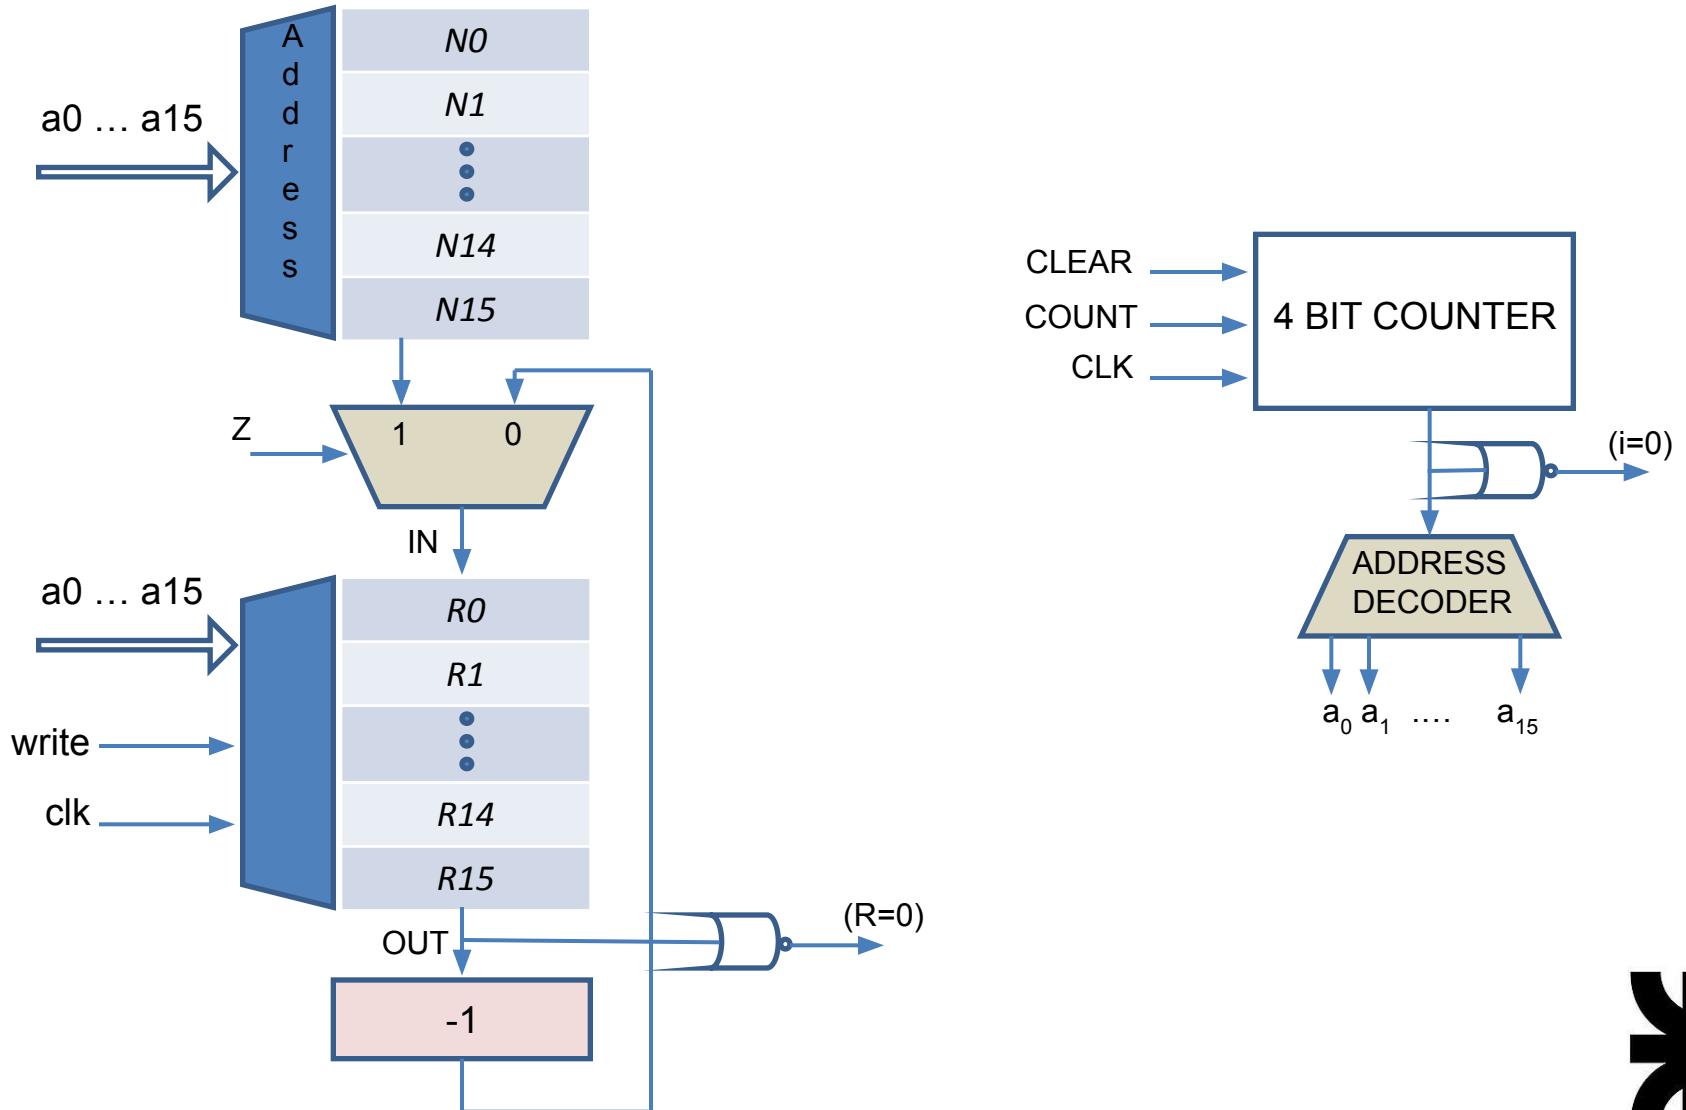 Address
N0
N1
a0 … a15
N14
N15
Z
1 0
IN
a0 … a15
R0
R1
write
R14
clk
R15
OUT
(R=0)
-1
CLEAR
COUNT
CLK
4 BIT COUNTER
(i=0)
ADDRESS
DECODER
a0 a1 .... a15